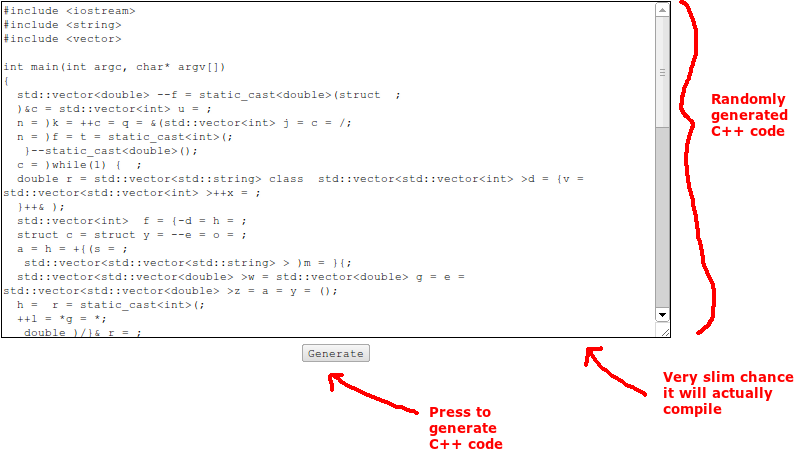 #include <iostream>
#include <string>
#include <vector>
int main(int argc, char* argv[])
{
std::vector<double> --f = static_cast<double>(struct  ;
)&c = std::vector<int> u = ;
n = )k = ++c = q = &(std::vector<int> j = c = /;
n = )f = t = static_cast<int>(;
}--static_cast<double>();
c = )while(1) {  ;
double r = std::vector<std::string> class  std::vector<std::vector<int> >d = {v =
std::vector<std::vector<int> >++x = ;
}++& );
std::vector<int>  f = {-d = h = ;
struct c = struct y = --e = o = ;
a = h = +{(s = ;
std::vector<std::vector<std::string> > )m = }{;
std::vector<std::vector<double> >w = std::vector<double> g = e =
std::vector<std::vector<double> >z = a = y = ();
h =  r = static_cast<int>(;
++l = *g = *;
double )/}& r = ;
Generate
Randomly
generated
C++ code
Very slim chance
it will actually
compile
Press to
generate
C++ code